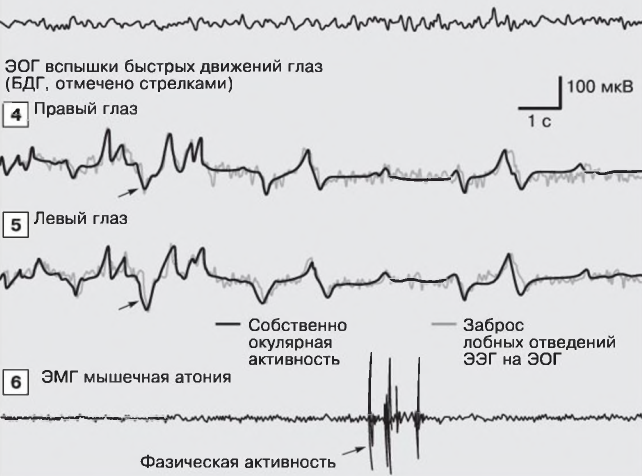 ЭОГ вспышки быстрых движений глаз
(БДГ, отмечено стрелками)
100 мкВ
1 с
4 Правый глаз
5 Левый глаз
Собственно
окулярная
активность
Заброс
лобных отведений
ЭЭГ на ЭОГ
6 ЭМГ мышечная атония
Фазическая активность